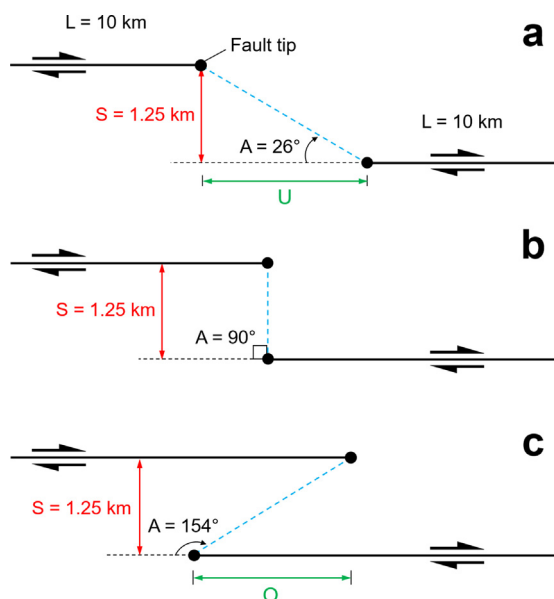 L = 10 km
Fault tip
a
S = 1.25 km
A = 26°
L = 10 km
U
b
S = 1.25 km
A = 90°
c
S = 1.25 km
A = 154°
O